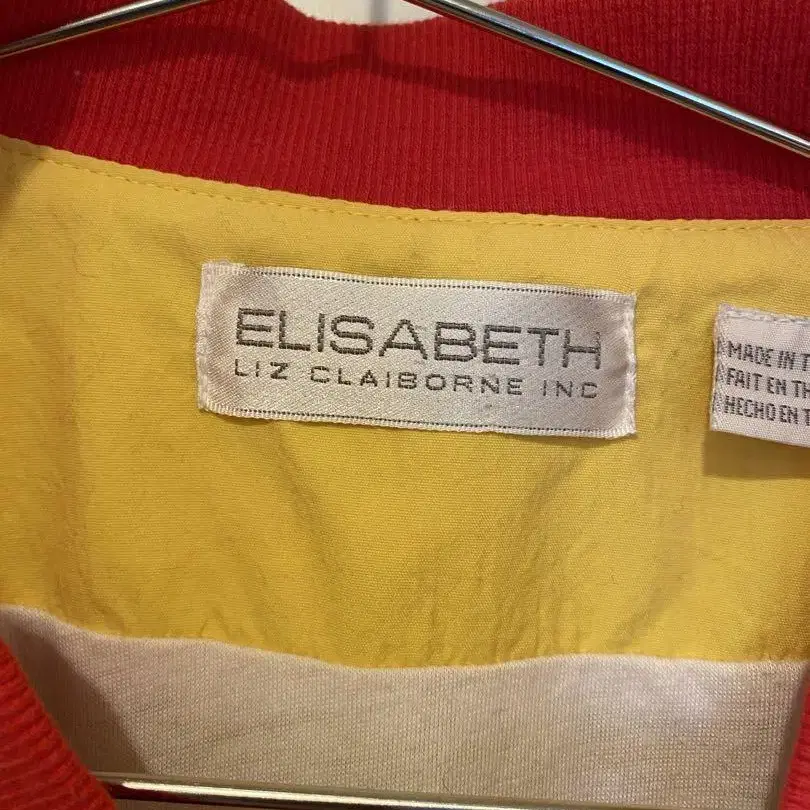 ELISABETH
LIZ CLAIBORNE INC
MADE IN
FAIT EN TH
HECHO EN